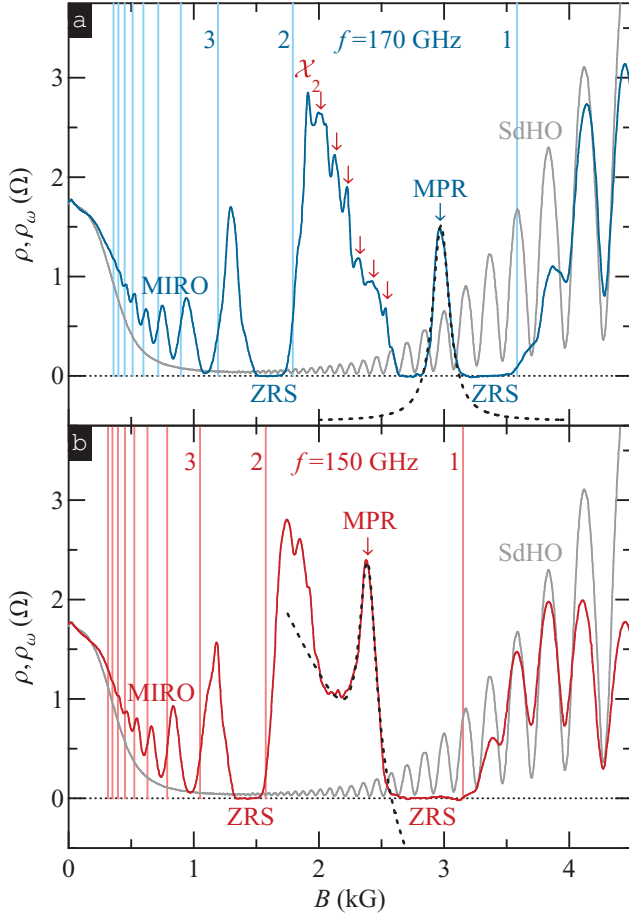 a
3
2
f=170 GHz
1
𝒳₂
SdHO
MPR
MIRO
ZRS
ZRS
3
2
1
0
ρ, ρω (Ω)
b
3
2
f=150 GHz
1
MPR
SdHO
MIRO
ZRS
ZRS
3
2
1
0
ρ, ρω (Ω)
0
1
2
3
4
B (kG)